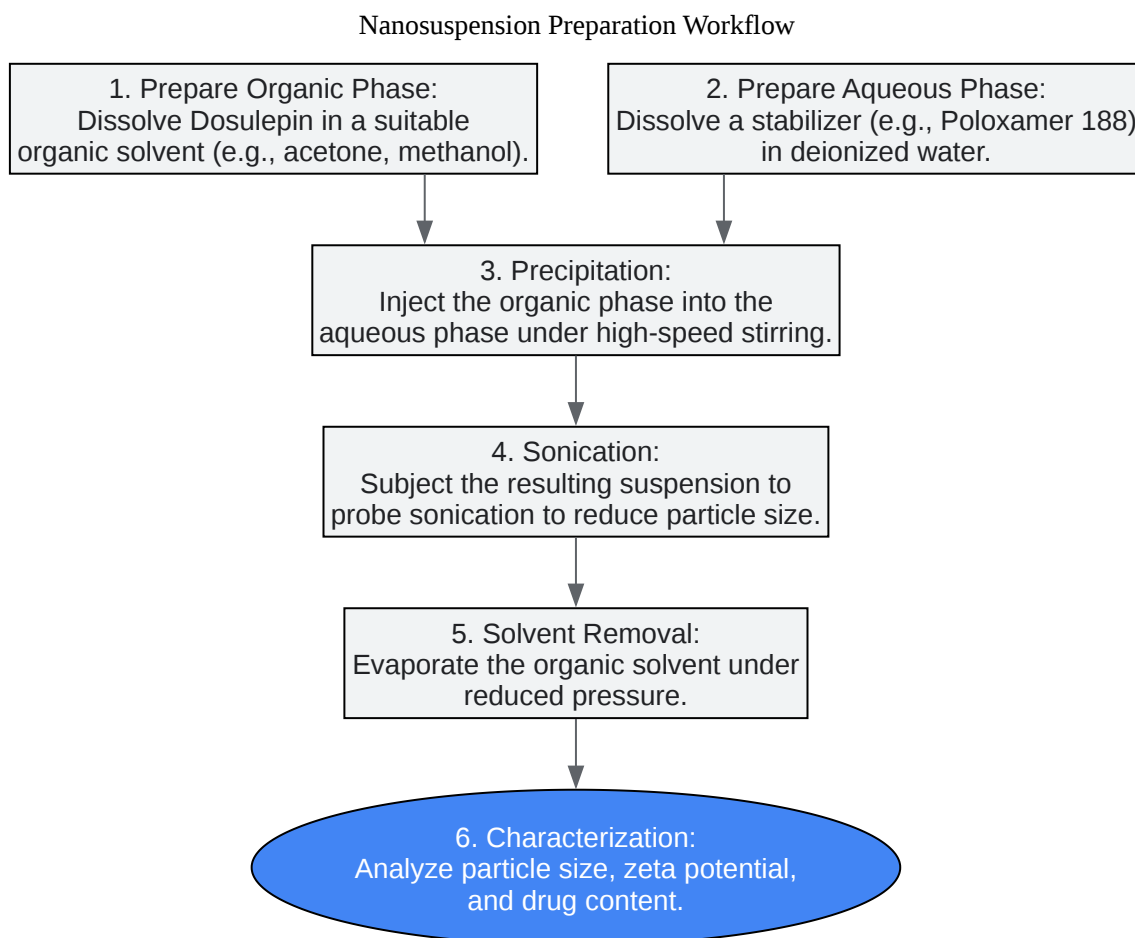 Nanosuspension Preparation Workflow
1. Prepare Organic Phase:
Dissolve Dosulepin in a suitable
organic solvent (e.g., acetone, methanol).
2. Prepare Aqueous Phase:
Dissolve a stabilizer (e.g., Poloxamer 188)
in deionized water.
3. Precipitation:
Inject the organic phase into the
aqueous phase under high-speed stirring.
4. Sonication:
Subject the resulting suspension to
probe sonication to reduce particle size.
5. Solvent Removal:
Evaporate the organic solvent under
reduced pressure.
6. Characterization:
Analyze particle size, zeta potential,
and drug content.